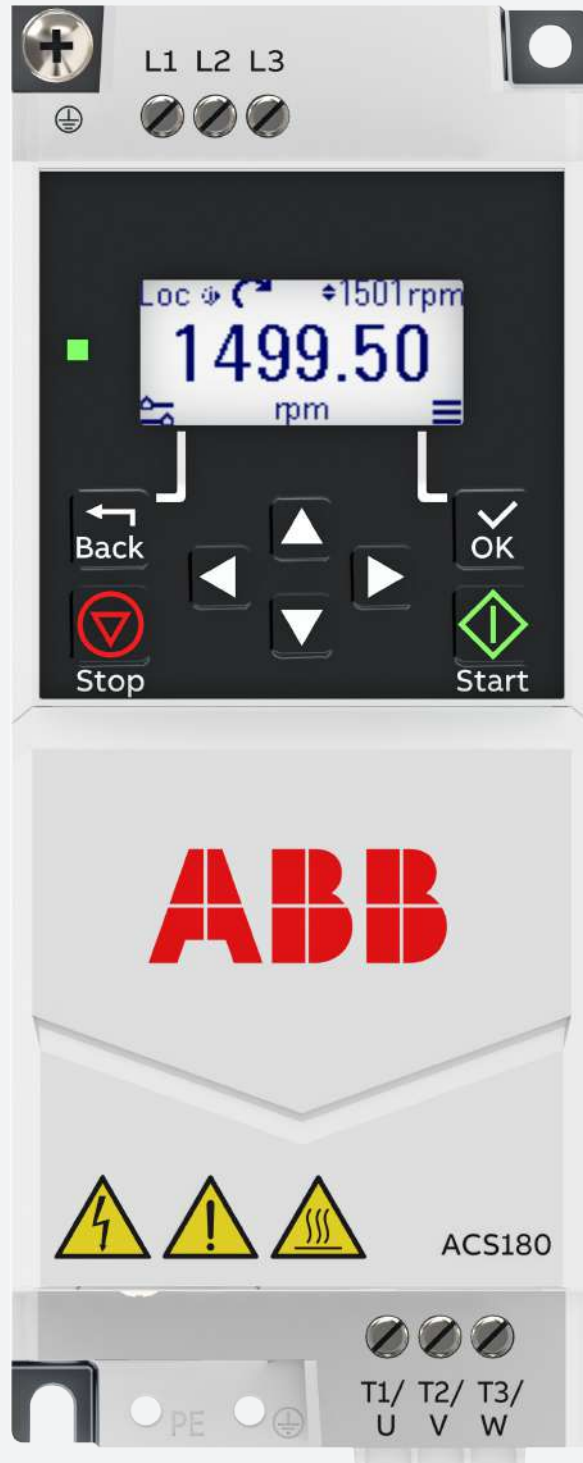 L1 L2 L3
Loc 1501rpm
1499.50
rpm
Back
OK
Stop
Start
ABB
ACS180
T1/ T2/ T3/
U V W
PE